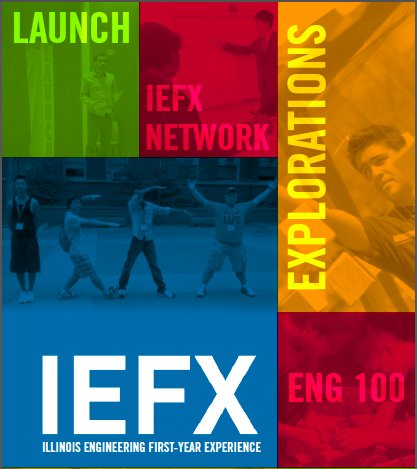 LAUNCH
IEFX
NETWORK
EXPLORATIONS
IEFX
ILLINOIS ENGINEERING FIRST-YEAR EXPERIENCE
ENG 100